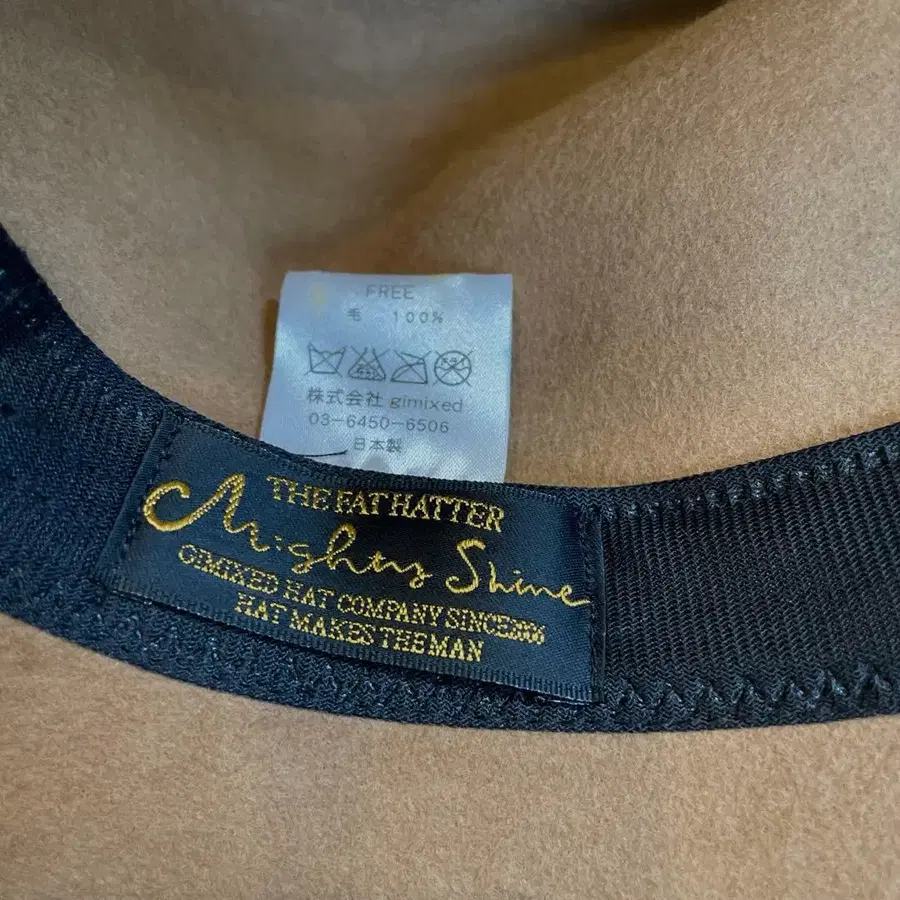 FREE
毛 100%
株式会社 gimixed
03-6450-6506
日本製
THE FAT HATTER
Mighty Shine
GIMIXED HAT COMPANY SINCE2006
HAT MAKES THE MAN